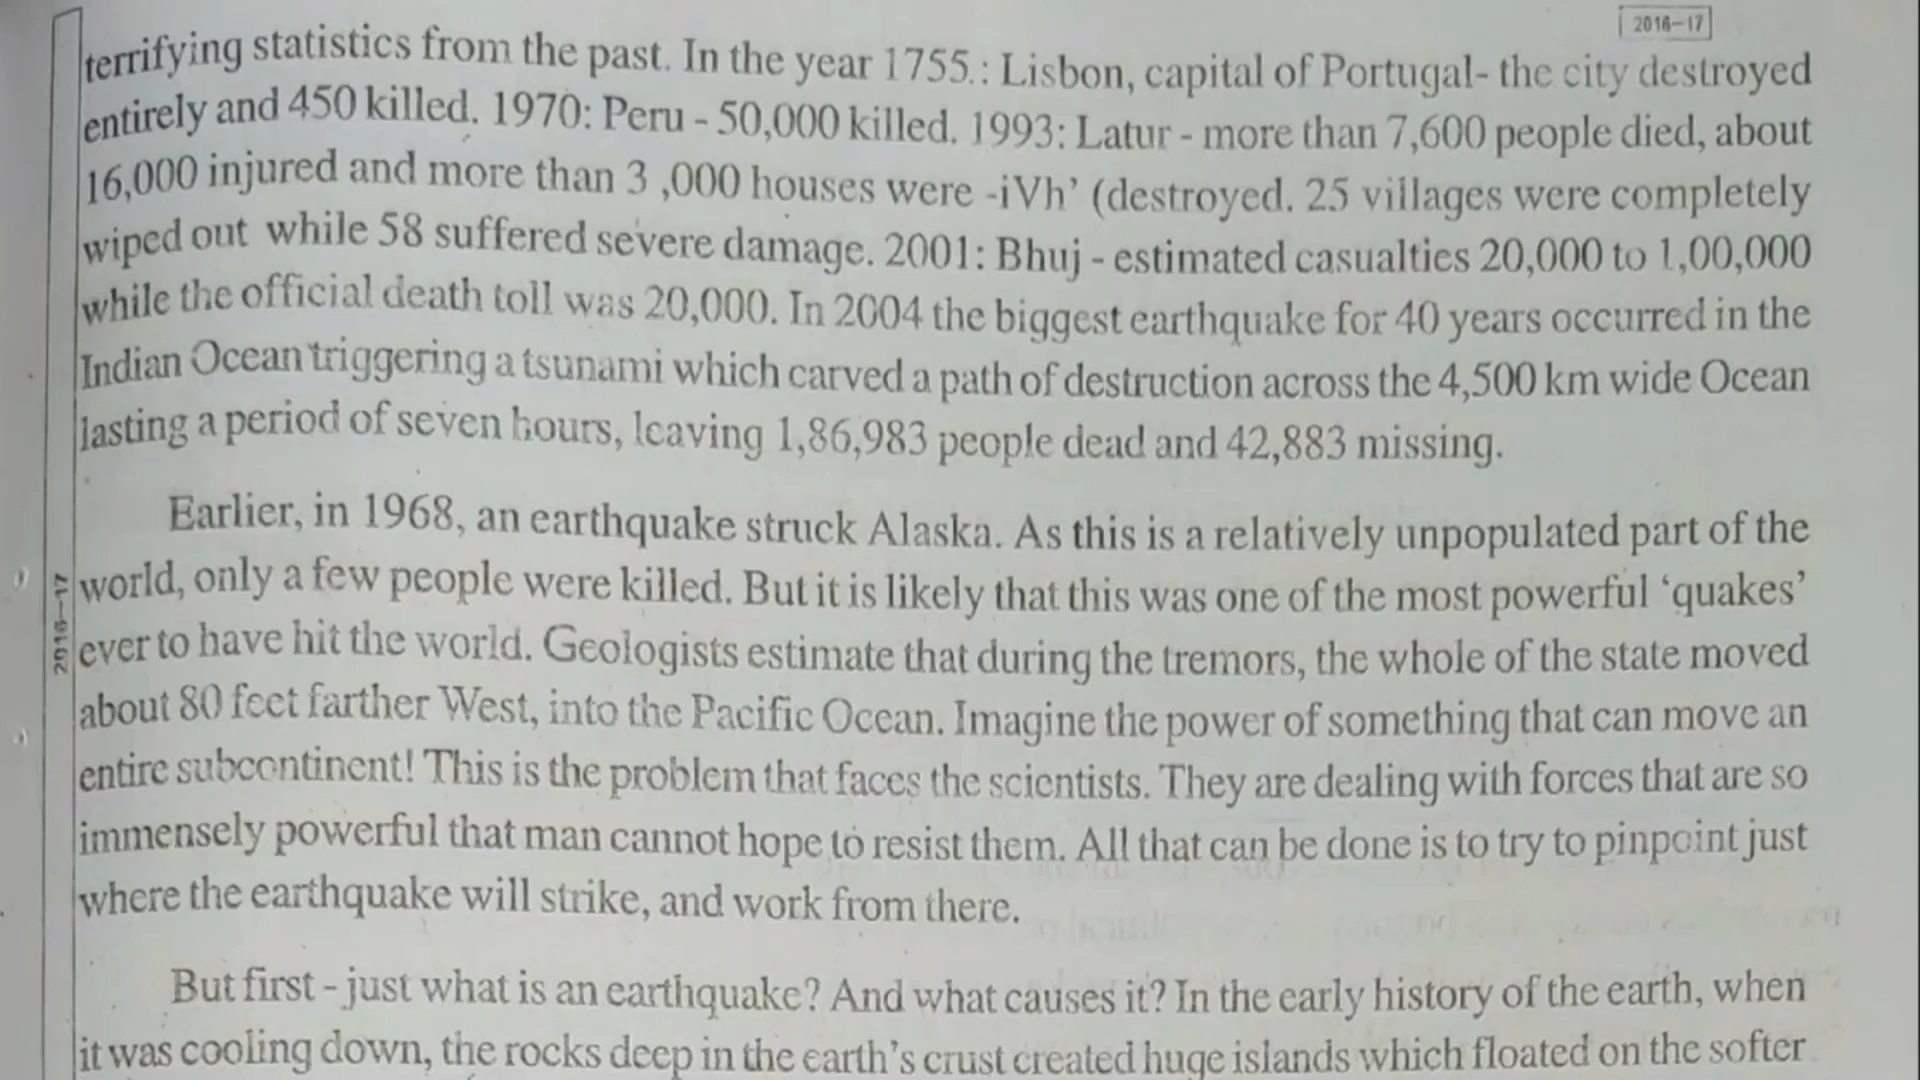 2016-17
terrifying statistics from the past. In the year 1755.: Lisbon, capital of Portugal- the city destroyed
entirely and 450 killed. 1970: Peru - 50,000 killed. 1993: Latur - more than 7,600 people died, about
16,000 injured and more than 3 ,000 houses were -iVh’ (destroyed. 25 villages were completely
wiped out while 58 suffered severe damage. 2001: Bhuj - estimated casualties 20,000 to 1,00,000
while the official death toll was 20,000. In 2004 the biggest earthquake for 40 years occurred in the
Indian Ocean triggering a tsunami which carved a path of destruction across the 4,500 km wide Ocean
lasting a period of seven hours, leaving 1,86,983 people dead and 42,883 missing.
Earlier, in 1968, an earthquake struck Alaska. As this is a relatively unpopulated part of the
world, only a few people were killed. But it is likely that this was one of the most powerful ‘quakes’
ever to have hit the world. Geologists estimate that during the tremors, the whole of the state moved
about 80 feet farther West, into the Pacific Ocean. Imagine the power of something that can move an
entire subcontinent! This is the problem that faces the scientists. They are dealing with forces that are so
immensely powerful that man cannot hope to resist them. All that can be done is to try to pinpoint just
where the earthquake will strike, and work from there.
But first - just what is an earthquake? And what causes it? In the early history of the earth, when
it was cooling down, the rocks deep in the earth’s crust created huge islands which floated on the softer
2016-17